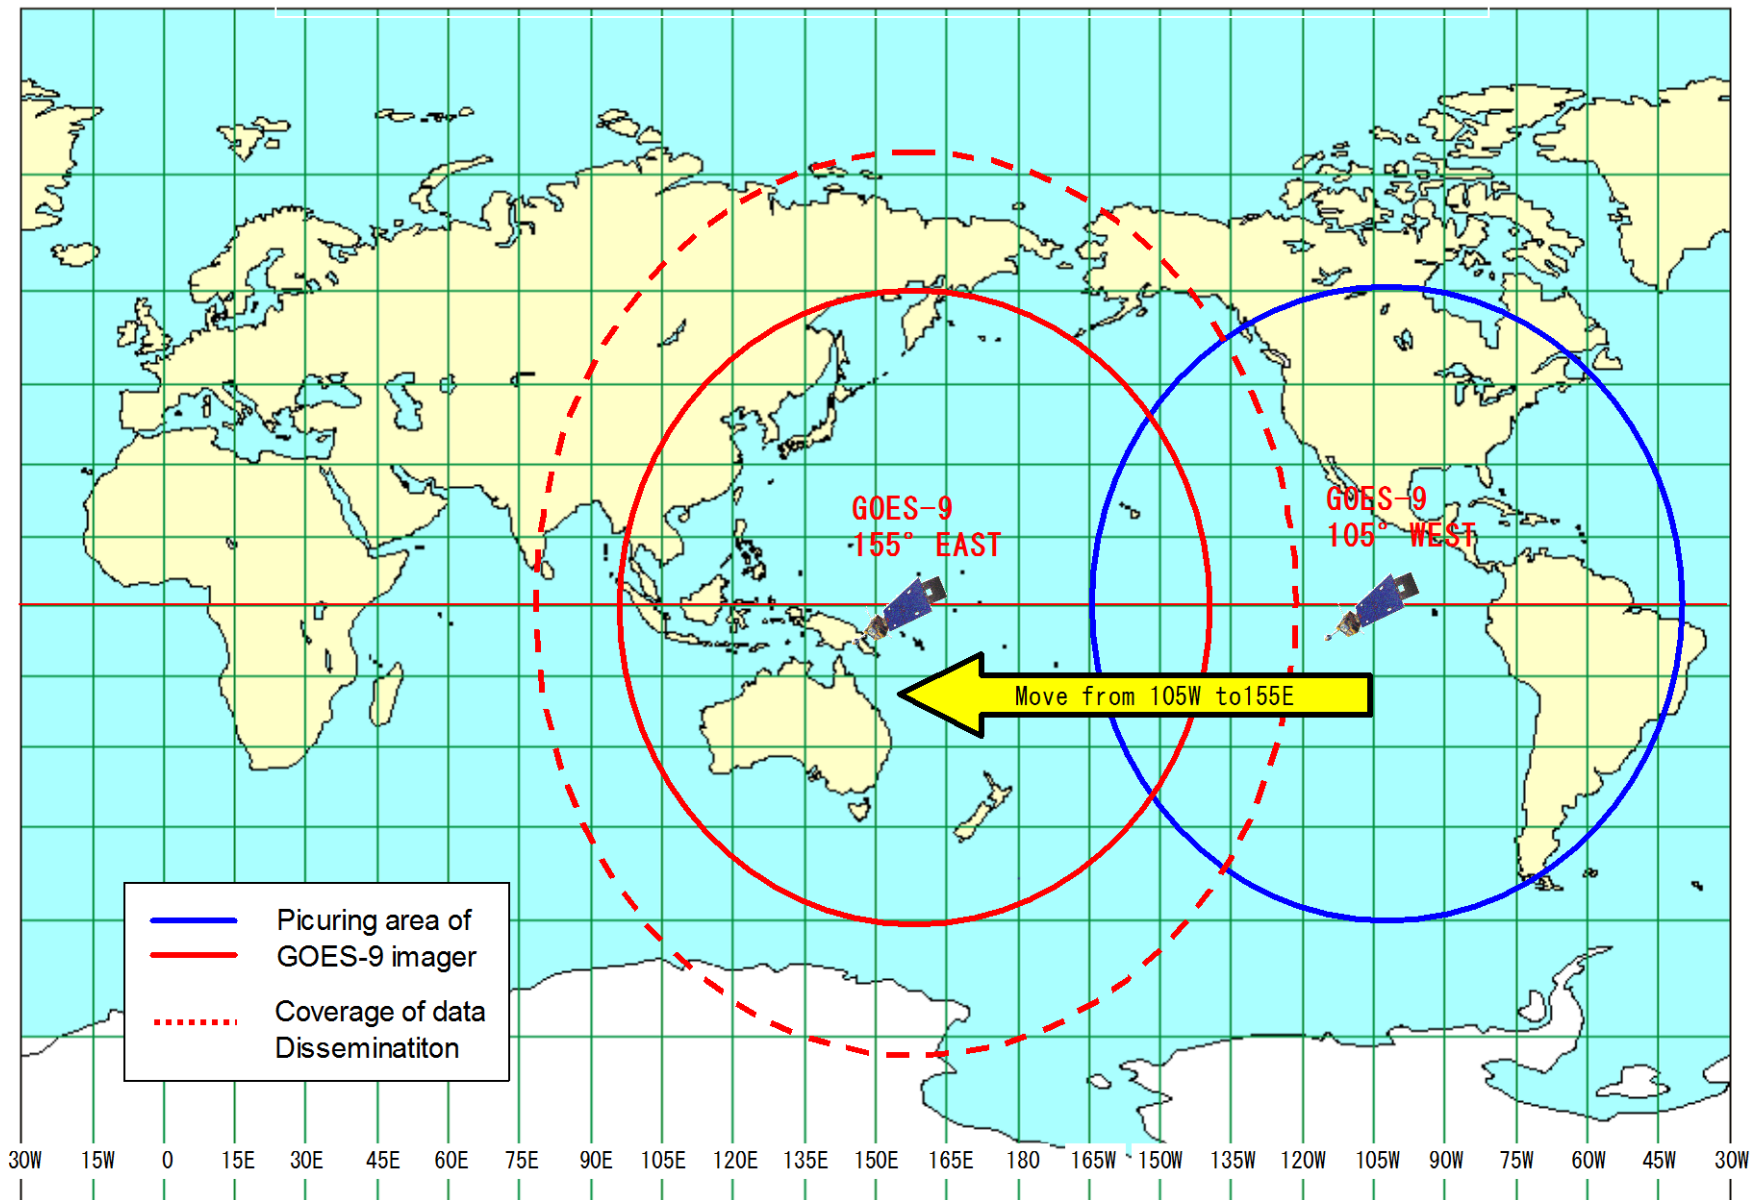 GOES-9
155° EAST
GOES-9
105° WEST
Move from 105W to155E
Picuring area of
GOES-9 imager
Coverage of data
Disseminatiton
30W 15W 0 15E 30E 45E 60E 75E 90E 105E 120E 135E 150E 165E 180 165W 150W 135W 120W 105W 90W 75W 60W 45W 30W